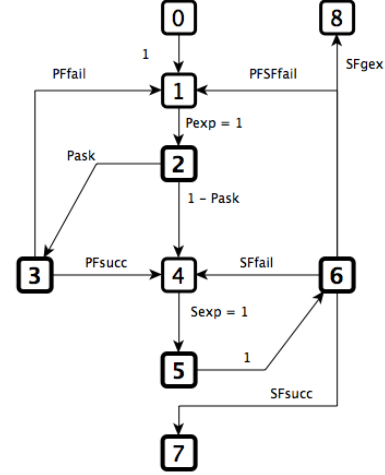 0
8
1
SFgex
PFfail
PFSFfail
1
Pexp = 1
Pask
2
1 – Pask
PFsucc
SFfail
3
4
6
Sexp = 1
1
5
SFsucc
7